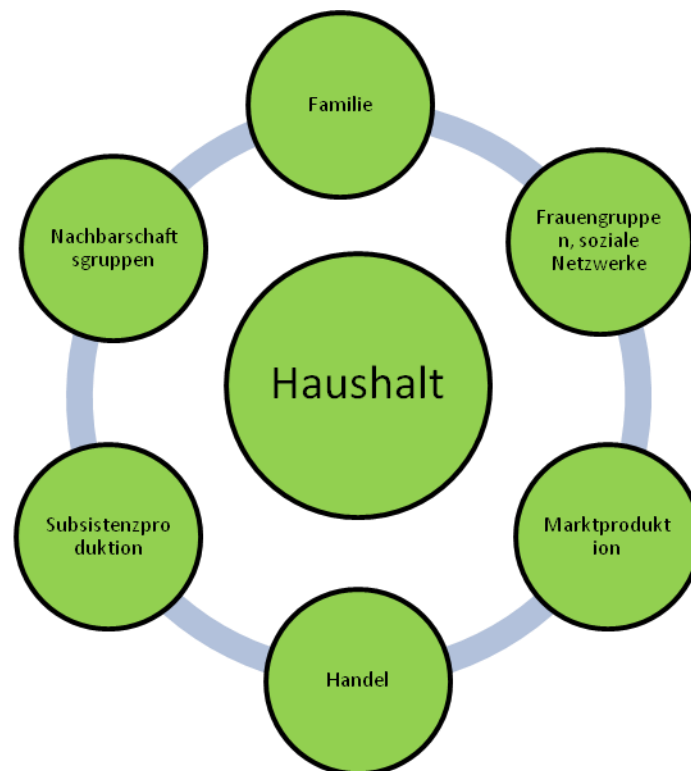 Familie
Nachbarschaft
sgruppen
Frauengruppe
n, soziale
Netzwerke
Haushalt
Subsistenzpro
duktion
Marktprodukt
ion
Handel